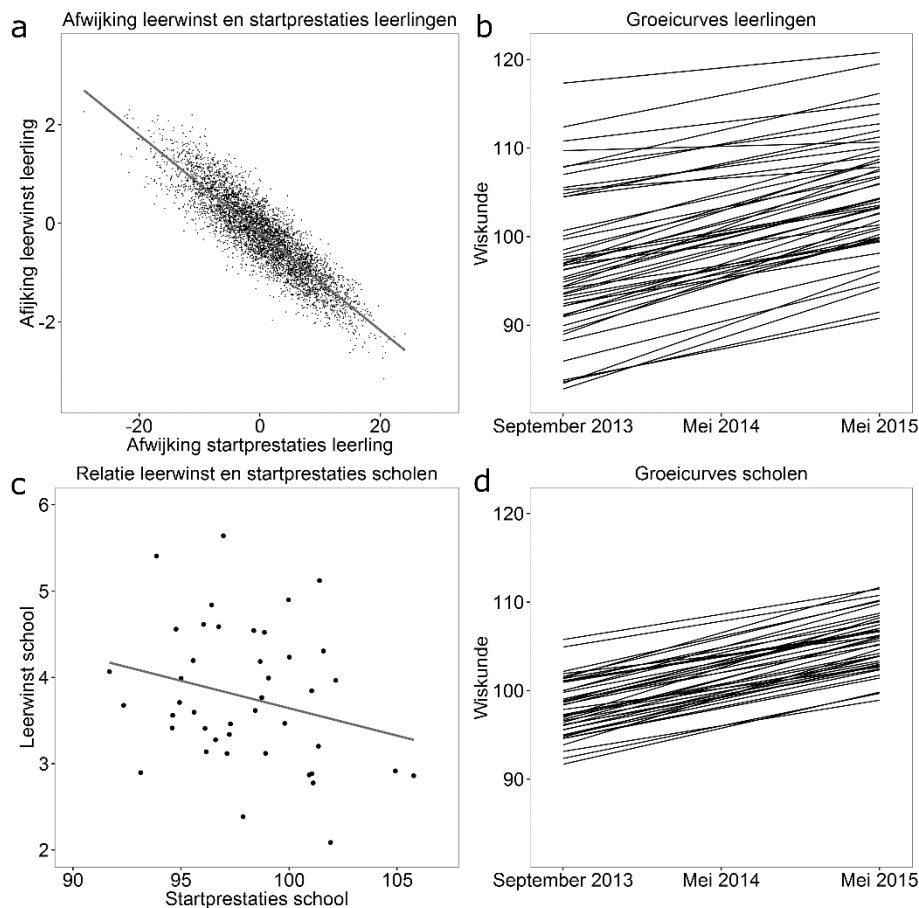 a
Afwijking leerwinst en startprestaties leerlingen
Afijking leerwinst leerling
2
0
-2
-20 0 20
Afwijking startprestaties leerling
b
Groeicurves leerlingen
Wiskunde
120
110
100
90
September 2013 Mei 2014 Mei 2015
c
Relatie leerwinst en startprestaties scholen
Leerwinst school
6
5
4
3
2
90 95 100 105
Startprestaties school
d
Groeicurves scholen
Wiskunde
120
110
100
90
September 2013 Mei 2014 Mei 2015